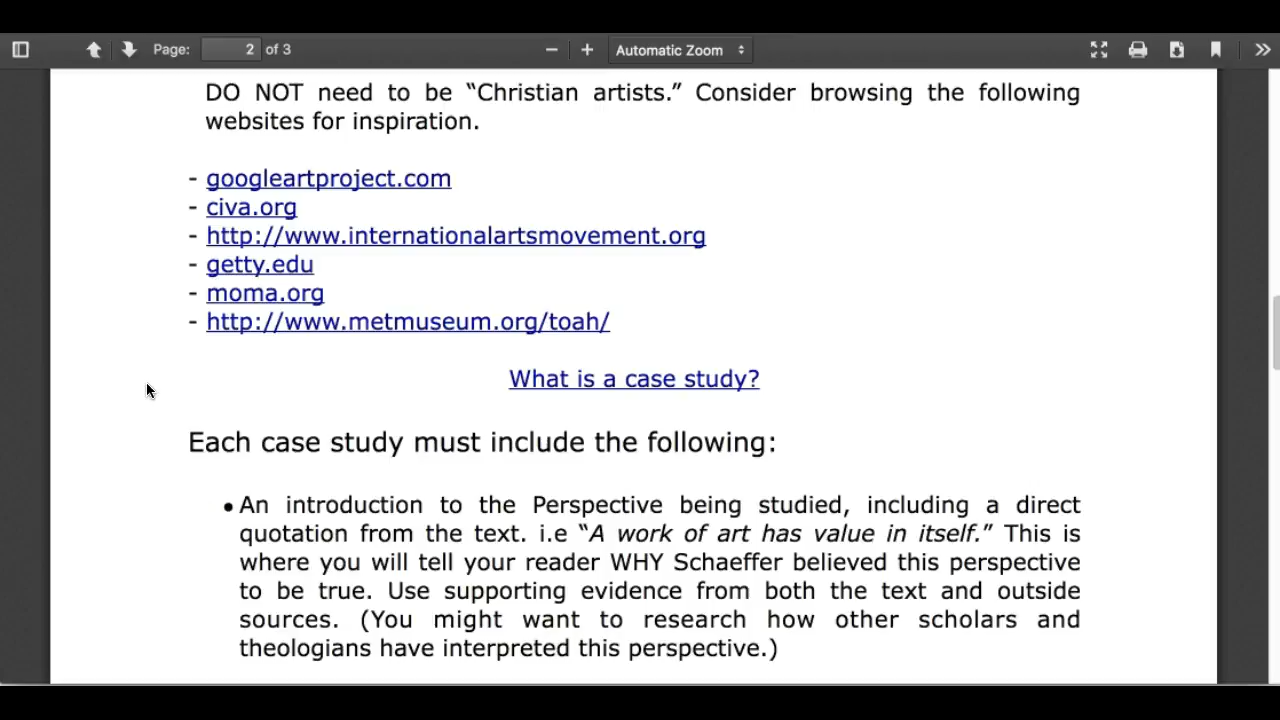 Page: 2 of 3 Automatic Zoom
DO NOT need to be “Christian artists.” Consider browsing the following
websites for inspiration.
- googleartproject.com
- civa.org
- http://www.internationalartsmovement.org
- getty.edu
- moma.org
- http://www.metmuseum.org/toah/
What is a case study?
Each case study must include the following:
• An introduction to the Perspective being studied, including a direct
quotation from the text. i.e “A work of art has value in itself.” This is
where you will tell your reader WHY Schaeffer believed this perspective
to be true. Use supporting evidence from both the text and outside
sources. (You might want to research how other scholars and
theologians have interpreted this perspective.)